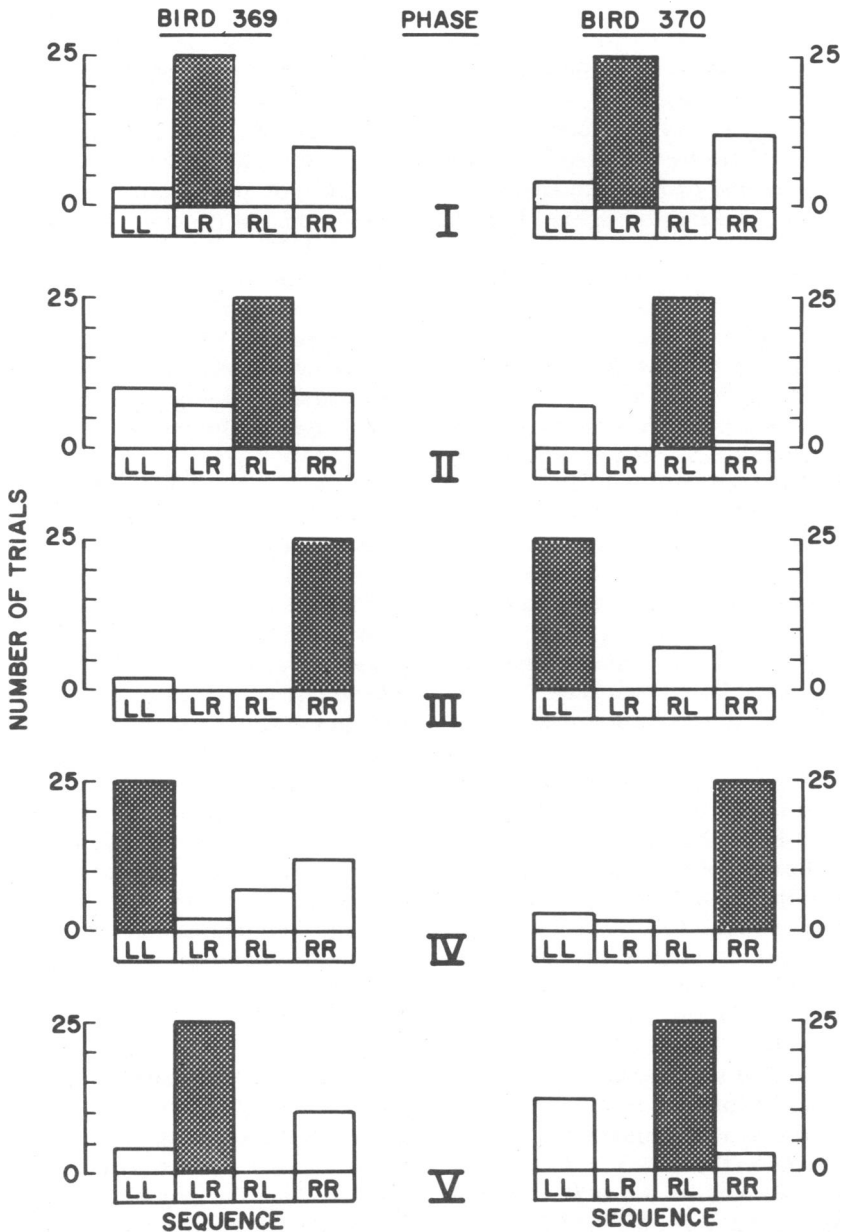 BIRD 369 PHASE BIRD 370
25 25
0 0
LL LR RL RR I LL LR RL RR
25 25
0 0
LL LR RL RR II LL LR RL RR
NUMBER OF TRIALS
25 25
0 0
LL LR RL RR III LL LR RL RR
25 25
0 0
LL LR RL RR IV LL LR RL RR
25 25
0 0
LL LR RL RR V LL LR RL RR
SEQUENCE SEQUENCE